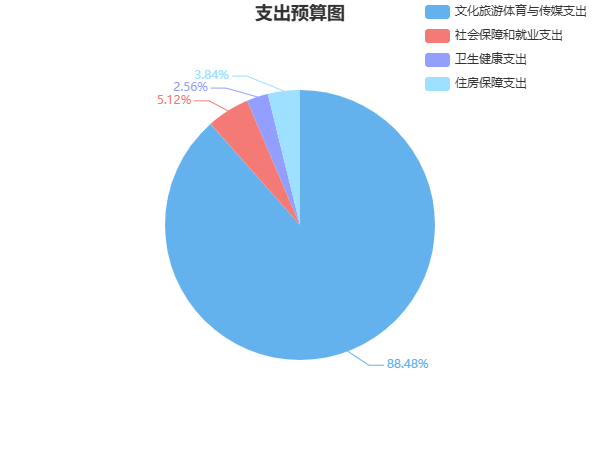 支出预算图
文化旅游体育与传媒支出
社会保障和就业支出
卫生健康支出
住房保障支出
3.84%
2.56%
5.12%
88.48%